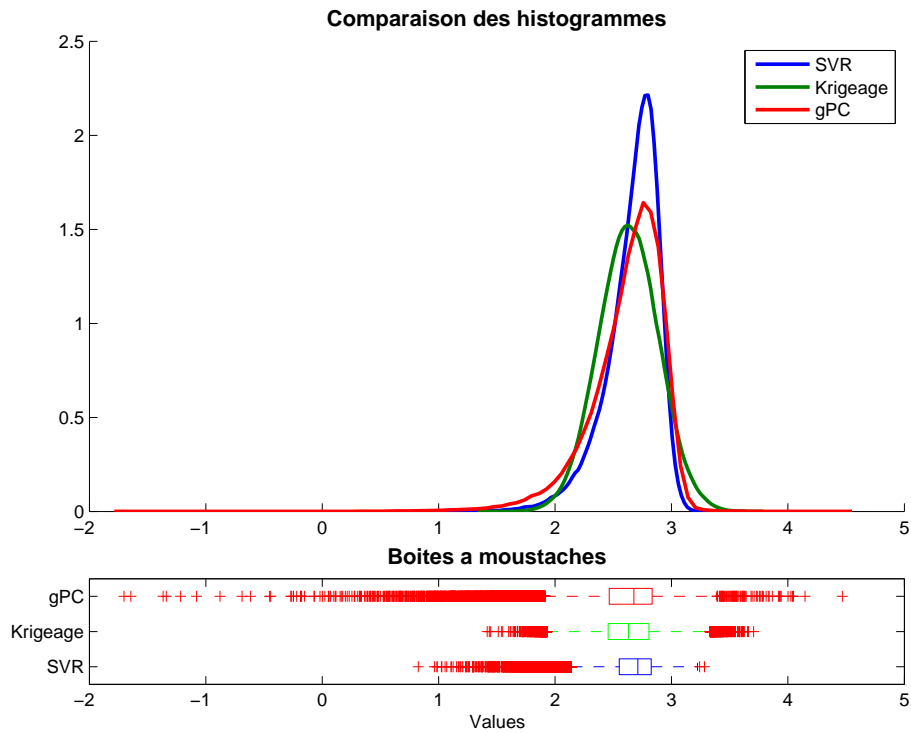 Comparaison des histogrammes
2.5
2
1.5
1
0.5
0
SVR
Krigeage
gPC
−2 −1 0 1 2 3 4 5
Boites a moustaches
gPC
Krigeage
SVR
−2 −1 0 1 2 3 4 5
Values